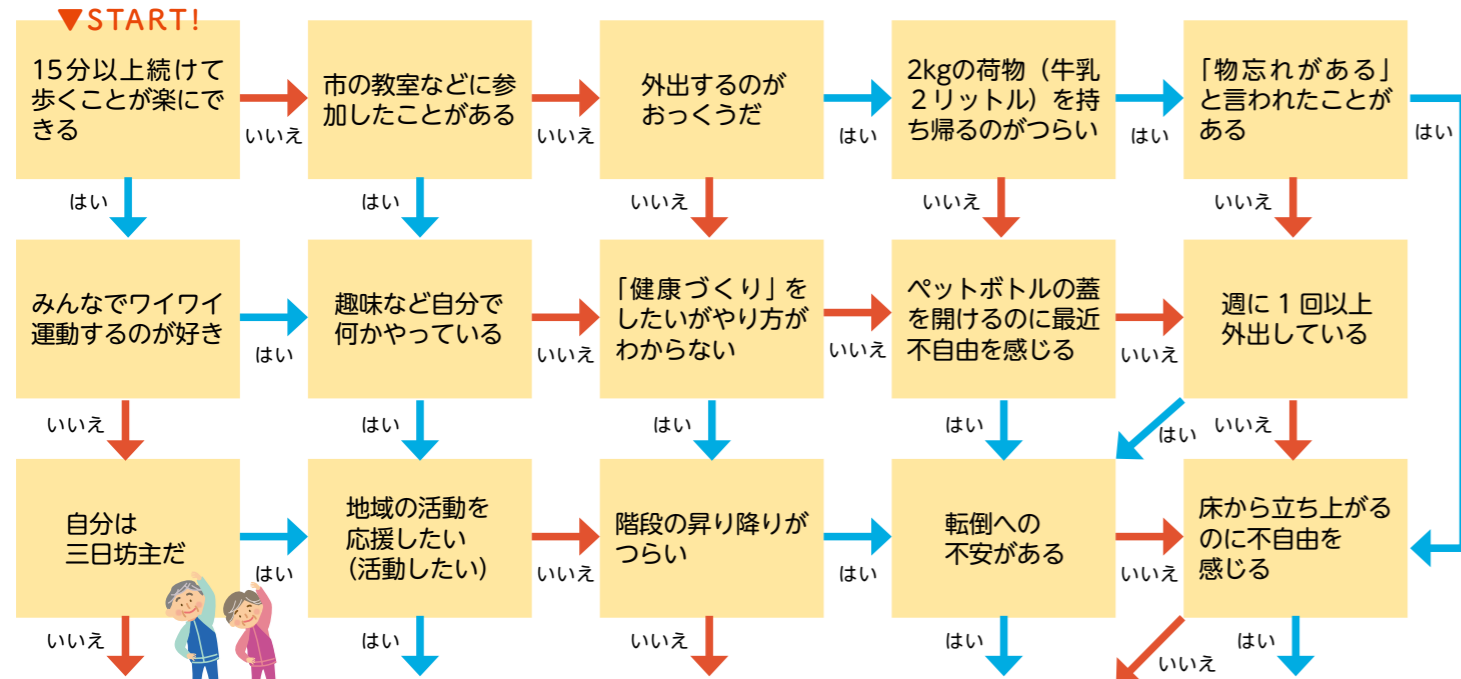 ▼START!
15分以上続けて
歩くことが楽にで
きる
いいえ
市の教室などに参
加したことがある
いいえ
外出するのが
おっくうだ
はい
2kgの荷物（牛乳
２リットル）を持
ち帰るのがつらい
はい
「物忘れがある」
と言われたことが
ある
はい
はい
はい
いいえ
いいえ
いいえ
みんなでワイワイ
運動するのが好き
はい
趣味など自分で
何かやっている
いいえ
「健康づくり」を
したいがやり方が
わからない
いいえ
ペットボトルの蓋
を開けるのに最近
不自由を感じる
いいえ
週に１回以上
外出している
いいえ
はい
はい
はい
はい
いいえ
自分は
三日坊主だ
はい
地域の活動を
応援したい
（活動したい）
いいえ
階段の昇り降りが
つらい
はい
転倒への
不安がある
いいえ
床から立ち上がる
のに不自由を
感じる
いいえ
はい
いいえ
はい
いいえ
はい